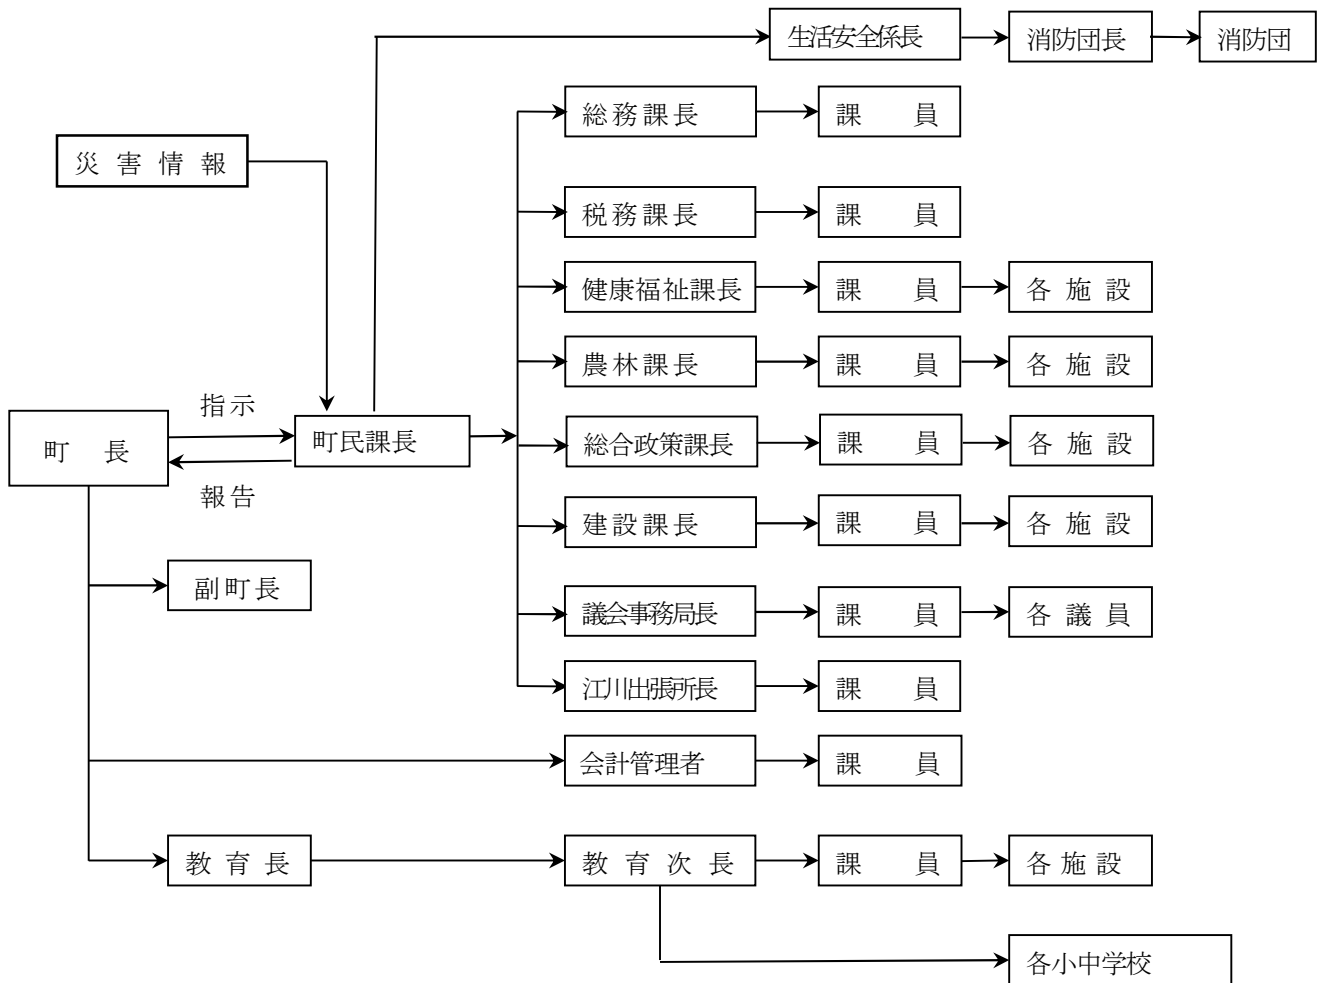 生活安全係長 消防団長 消防団
総務課長 課員
災害情報
税務課長 課員
健康福祉課長 課員 各施設
農林課長 課員 各施設
指示
町長 町民課長 総合政策課長 課員 各施設
報告
建設課長 課員 各施設
副町長
議会事務局長 課員 各議員
江川出張所長 課員
会計管理者 課員
教育長 教育次長 課員 各施設
各小中学校